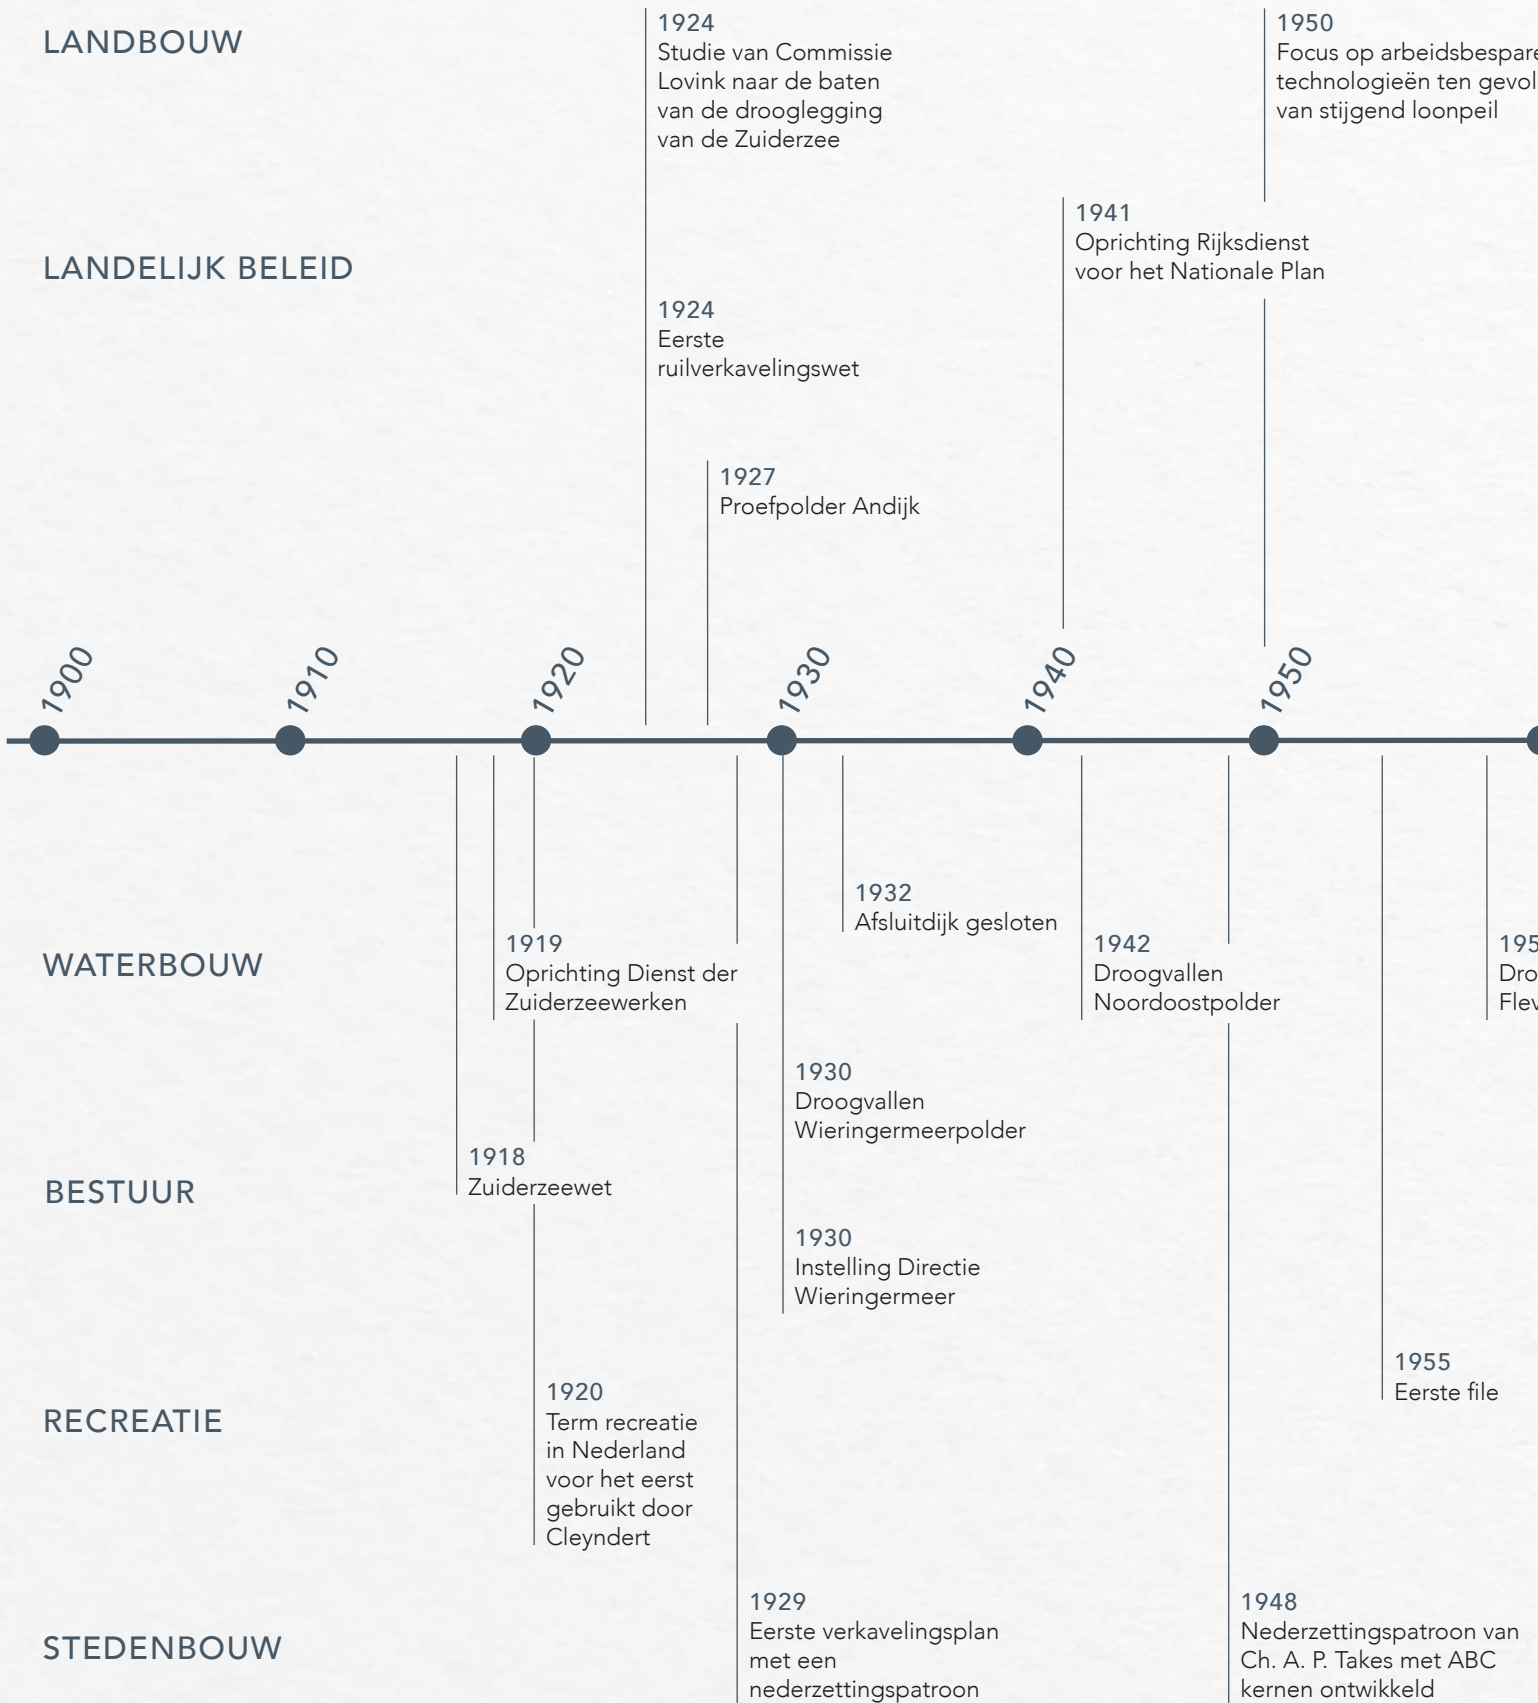 LANDBOUW
1924
Studie van Commissie
Lovink naar de baten
van de drooglegging
van de Zuiderzee
1950
Focus op
technologieën ten
van stijgend loonpeil
LANDELIJK BELEID
1941
Oprichting Rijksdienst
voor het Nationale Plan
1924
Eerste
ruilverkavelingswet
1927
Proefpolder Andijk
1900
1910
1920
1930
1940
1950
WATERBOUW
1932
Afsluitdijk gesloten
1919
Oprichting Dienst der
Zuiderzeewerken
1942
Droogvallen
Noordoostpolder
1930
Droogvallen
Wieringermeerpolder
BESTUUR
1918
Zuiderzeewet
1930
Instelling Directie
Wieringermeer
RECREATIE
1955
Eerste file
1920
Term recreatie
in Nederland
voor het eerst
gebruikt door
Cleyndert
STEDENBOUW
1929
Eerste verkavelingsplan
met een
nederzettingspatroon
1948
Nederzettingspatroon van
Ch. A. P. Takes met ABC
kernen ontwikkeld